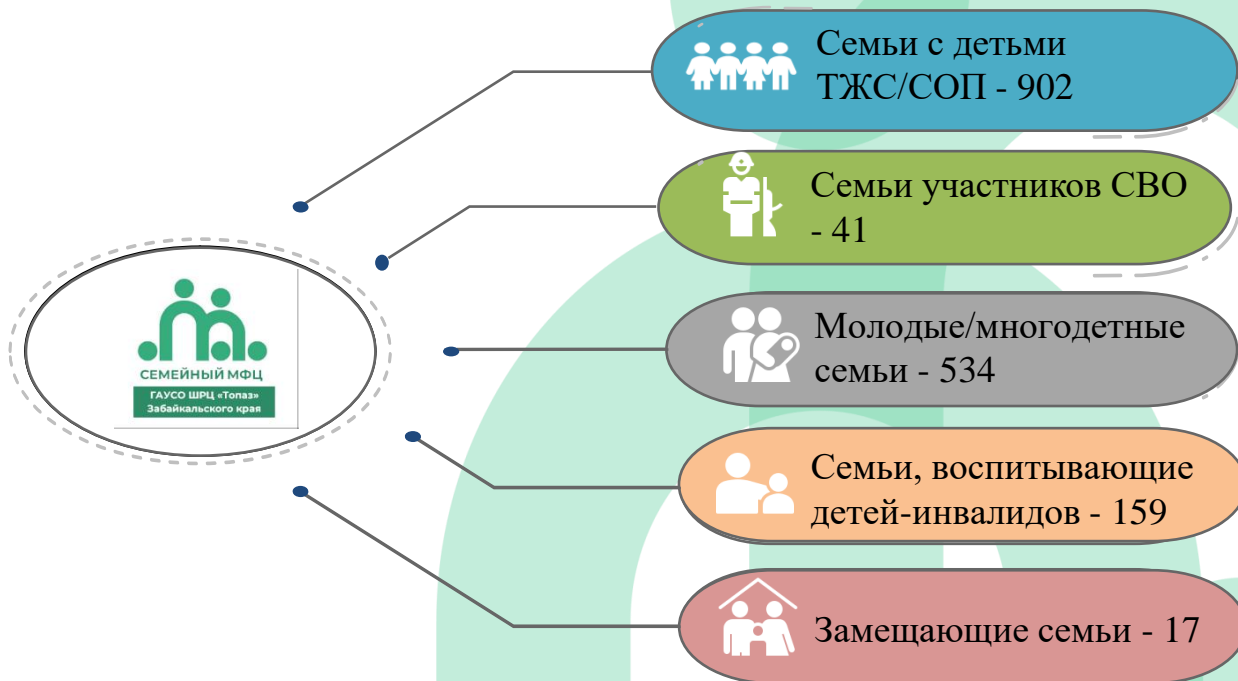 Семьи с детьми
ТЖС/СОП - 902
Семьи участников СВО
- 41
Молодые/многодетные
семьи - 534
Семьи, воспитывающие
детей-инвалидов - 159
Замещающие семьи - 17
СЕМЕЙНЫЙ МФЦ
ГАУСО ШРЦ «Топаз»
Забайкальского края